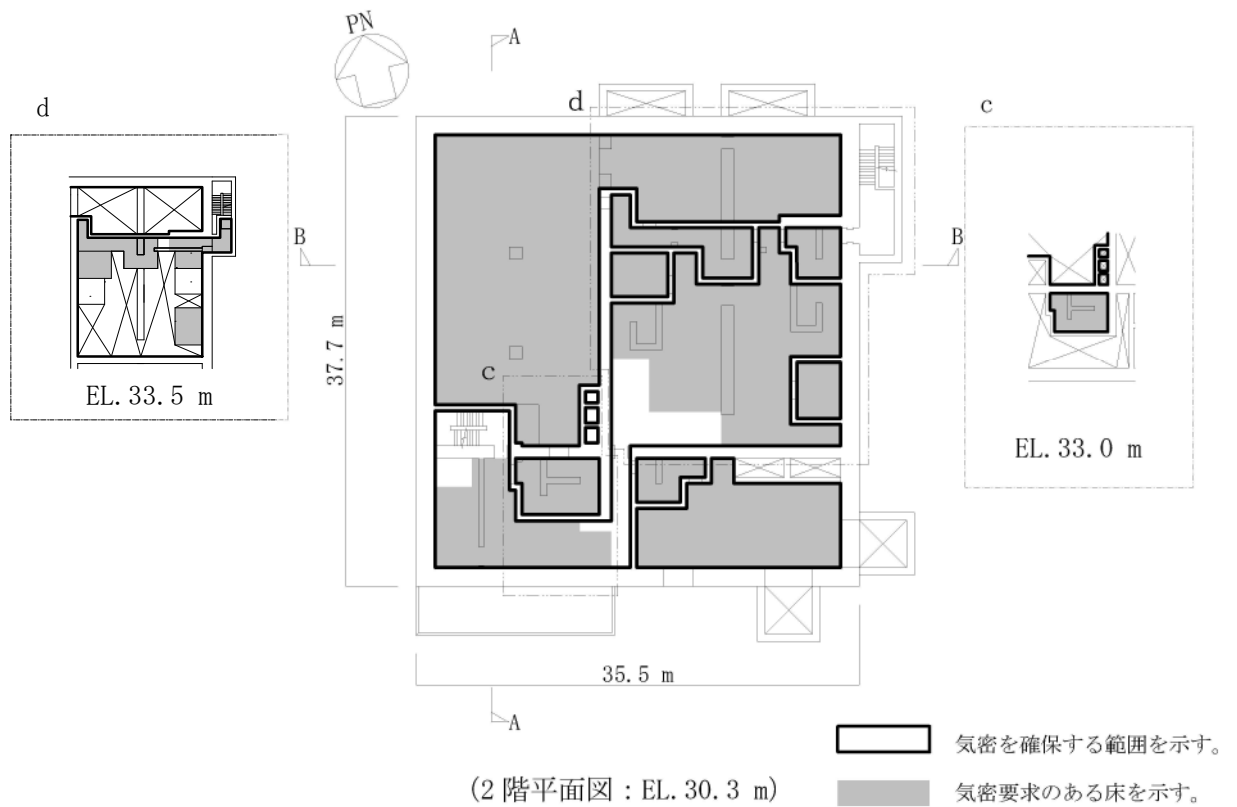 PN
A
d
d
c
B
B
37.7 m
c
EL.33.5 m
EL.33.0 m
35.5 m
A
気密を確保する範囲を示す。
(2 階平面図：EL.30.3 m)
気密要求のある床を示す。